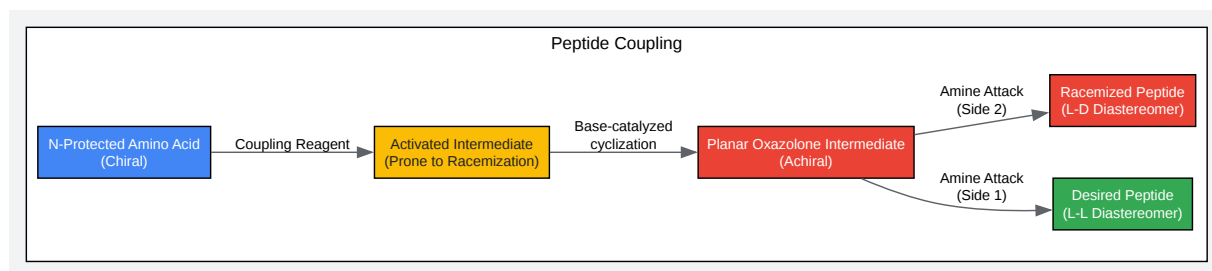 Peptide Coupling
N-Protected Amino Acid
(Chiral)
Coupling Reagent
Activated Intermediate
(Prone to Racemization)
Base-catalyzed
cyclization
Planar Oxazolone Intermediate
(Achiral)
Amine Attack
(Side 2)
Racemized Peptide
(L-D Diastereomer)
Amine Attack
(Side 1)
Desired Peptide
(L-L Diastereomer)